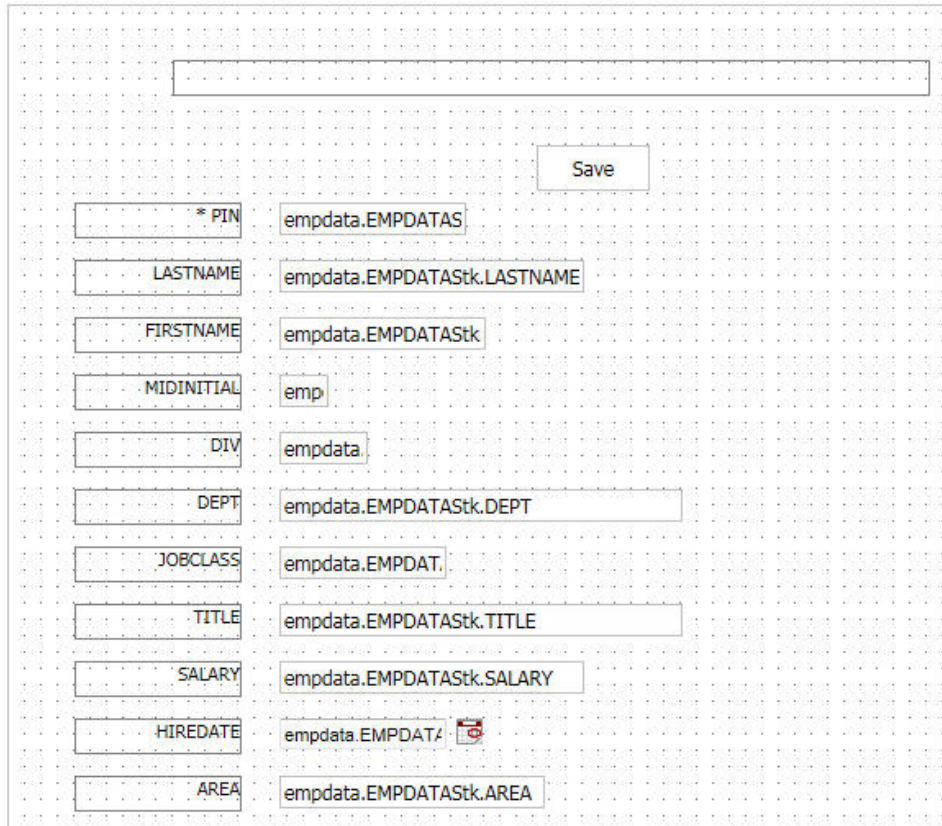 Save
* PIN empdata.EMPDATAS
LASTNAME empdata.EMPDATAStk.LASTNAME
FIRSTNAME empdata.EMPDATAStk
MIDINITIAL emp
DIV empdata.
DEPT empdata.EMPDATAStk.DEPT
JOBCLASS empdata.EMPDAT
TITLE empdata.EMPDATAStk.TITLE
SALARY empdata.EMPDATAStk.SALARY
HIREDATE empdata.EMPDATA
AREA empdata.EMPDATAStk.AREA